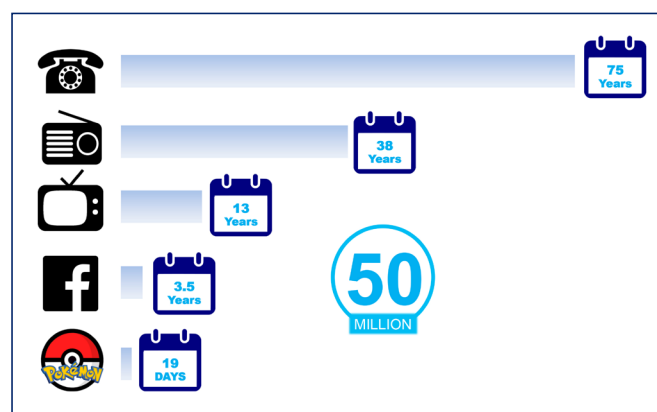 75
Years
38
Years
13
Years
3.5
Years
50
MILLION
POKÉMON
19
DAYS